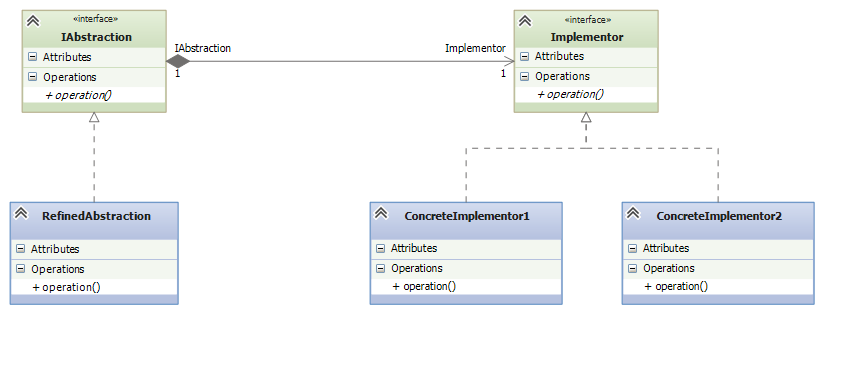 «interface»
IAbstraction
Attributes
Operations
+ operation()
IAbstraction
1
Implementor
1
«interface»
Implementor
Attributes
Operations
+ operation()
RefinedAbstraction
Attributes
Operations
+ operation()
ConcreteImplementor1
Attributes
Operations
+ operation()
ConcreteImplementor2
Attributes
Operations
+ operation()